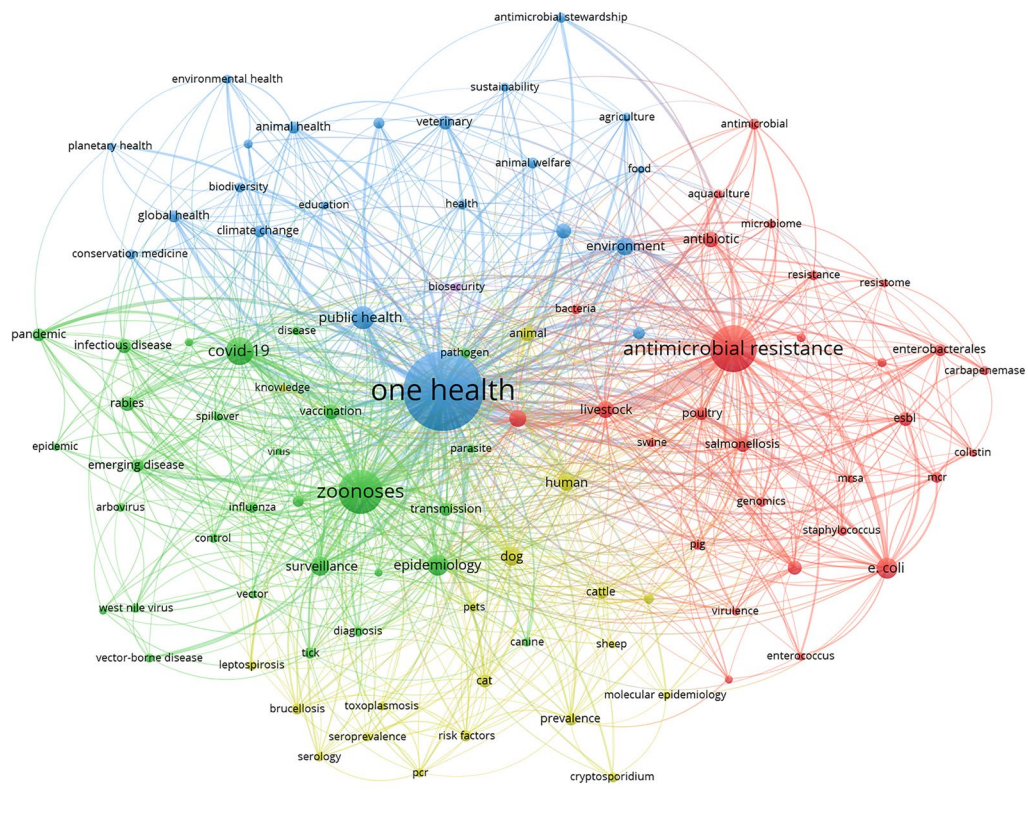 antimicrobial stewardship
environmental health
sustainability
agriculture
veterinary
antimicrobial
animal health
planetary health
animal welfare
food
biodiversity
aquaculture
education
health
global health
microbiome
climate change
antibiotic
environment
conservation medicine
resistance
resistome
biosecurity
bacteria
public health
disease
animal
pandemic
infectious disease
covid-19
pathogen
antimicrobial resistance
enterobacterales
carbapenemase
knowledge
one health
rabies
vaccination
livestock
spillover
poultry
esbl
epidemic
virus
parasite
swine
salmonellosis
colistin
emerging disease
mrsa
mcr
human
zoonoses
arbovirus
influenza
transmission
genomics
staphylococcus
control
pig
dog
surveillance
epidemiology
e. coli
vector
cattle
west nile virus
pets
virulence
diagnosis
canine
sheep
vector-borne disease
leptospirosis
tick
enterococcus
cat
molecular epidemiology
brucellosis
toxoplasmosis
prevalence
seroprevalence
risk factors
serology
pcr
cryptosporidium